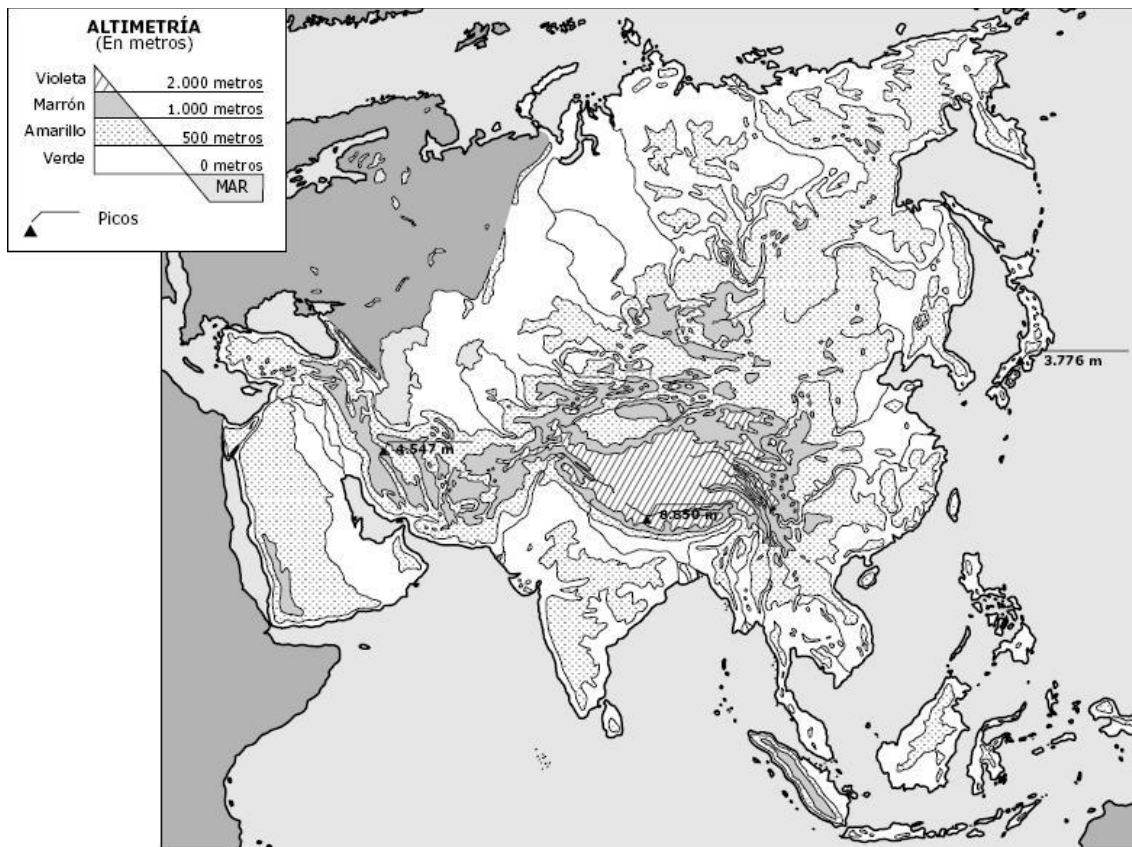 ALTIMETRÍA
(En metros)
Violeta
2.000 metros
Marrón
1.000 metros
Amarillo
500 metros
Verde
0 metros
MAR
Picos
3.776 m
4.547 m
8.850 m